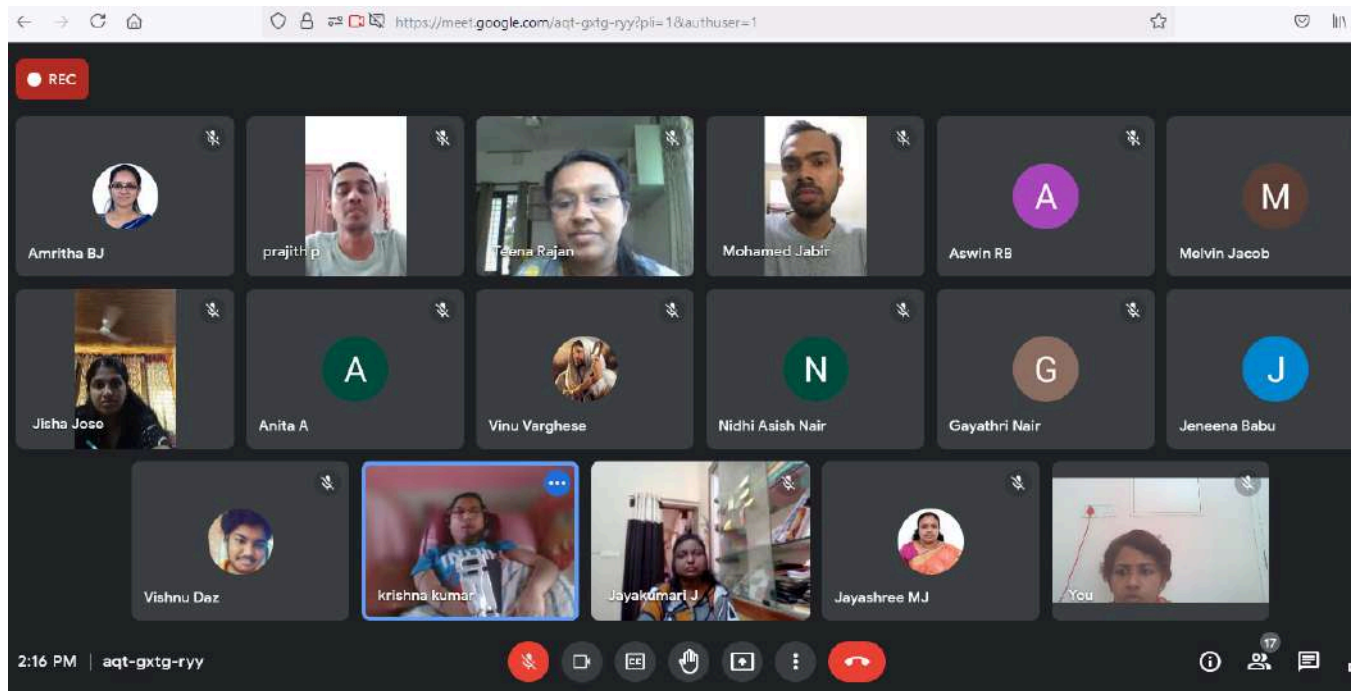 https://meet.google.com/aqt-gxtg-ryy?pli=1&authuser=1
REC
Amritha BJ
prajith p
Teena Rajan
Mohamed Jabir
A
Aswin RB
M
Melvin Jacob
Jisha Jose
A
Anita A
Vinu Varghese
N
Nidhi Asish Nair
G
Gayathri Nair
J
Jeneena Babu
Vishnu Daz
krishna kumar
Jayakumari J
Jayashree MJ
You
2:16 PM | aqt-gxtg-ryy
CC
17